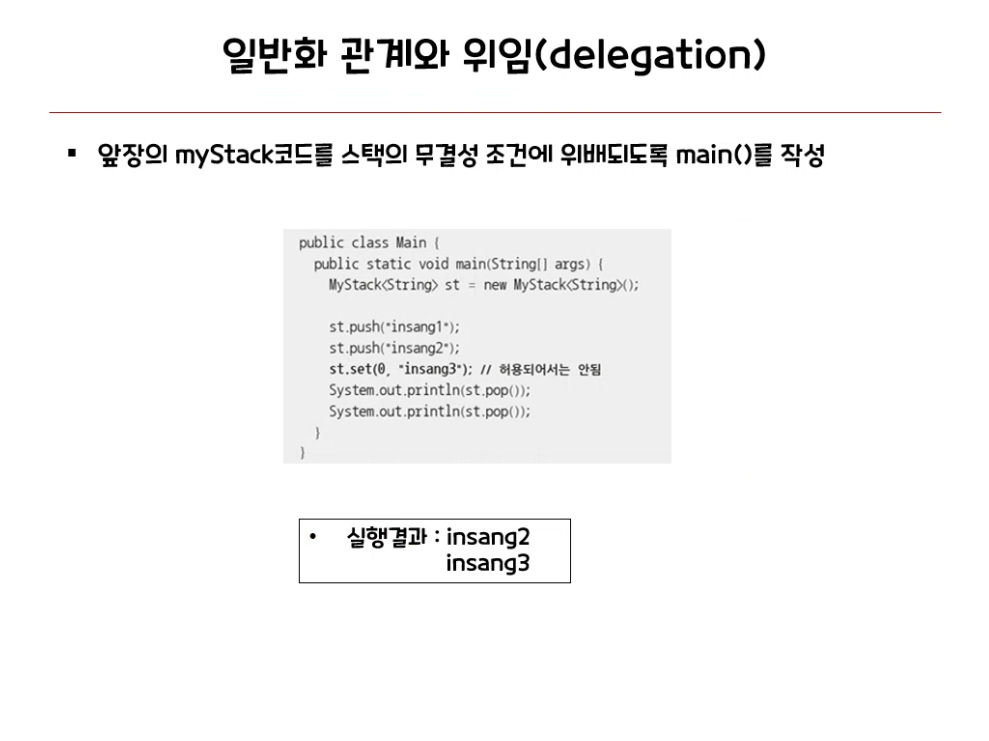 일반화 관계와 위임(delegation)
▪ 앞장의 myStack코드를 스택의 무결성 조건에 위배되도록 main()를 작성
public class Main {
public static void main(String[] args) {
MyStack<String> st = new MyStack<String>();
st.push("insang1");
st.push("insang2");
st.set(0, "insang3"); // 허용되어서는 안됨
System.out.println(st.pop());
System.out.println(st.pop());
}
}
• 실행결과 : insang2
insang3